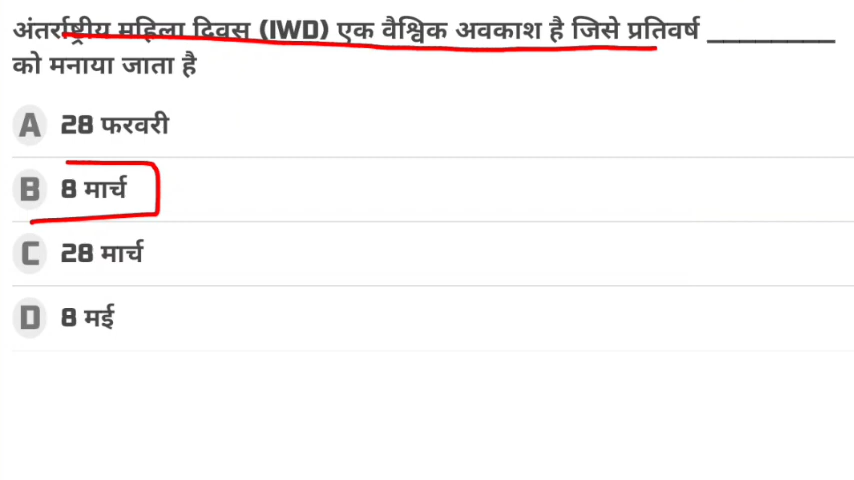 अंतर्राष्ट्रीय महिला दिवस (IWD) एक वैश्विक अवकाश है जिसे प्रतिवर्ष __________
को मनाया जाता है
A 28 फरवरी
B 8 मार्च
C 28 मार्च
D 8 मई